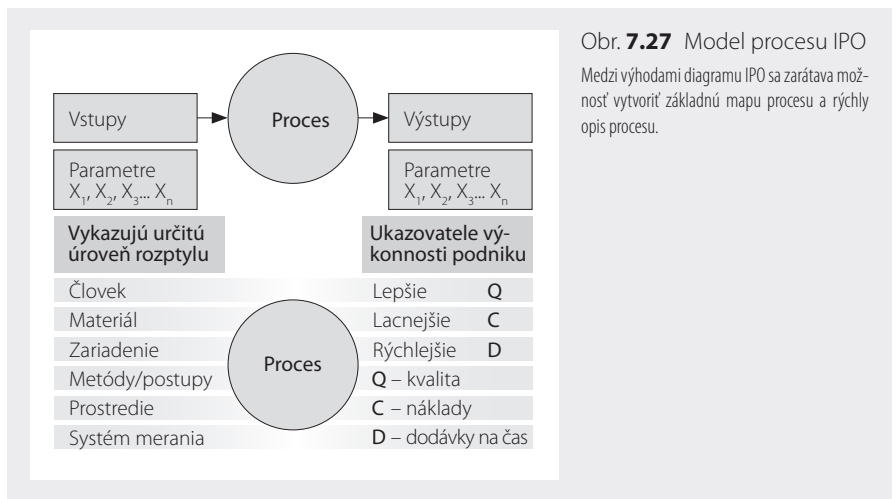 Obr. 7.27 Model procesu IPO
Medzi výhodami diagramu IPO sa zarátava mož-
nosť vytvoriť základnú mapu procesu a rýchly
opis procesu.
Vstupy
Proces
Výstupy
Parametre
X₁, X₂, X₃... Xₙ
Parametre
X₁, X₂, X₃... Xₙ
Vykazujú určitú
úroveň rozptylu
Ukazovatele vý-
konnosti podniku
Človek
Materiál
Zariadenie
Metódy/postupy
Prostredie
Systém merania
Proces
Lepšie Q
Lacnejšie C
Rýchlejšie D
Q – kvalita
C – náklady
D – dodávky na čas